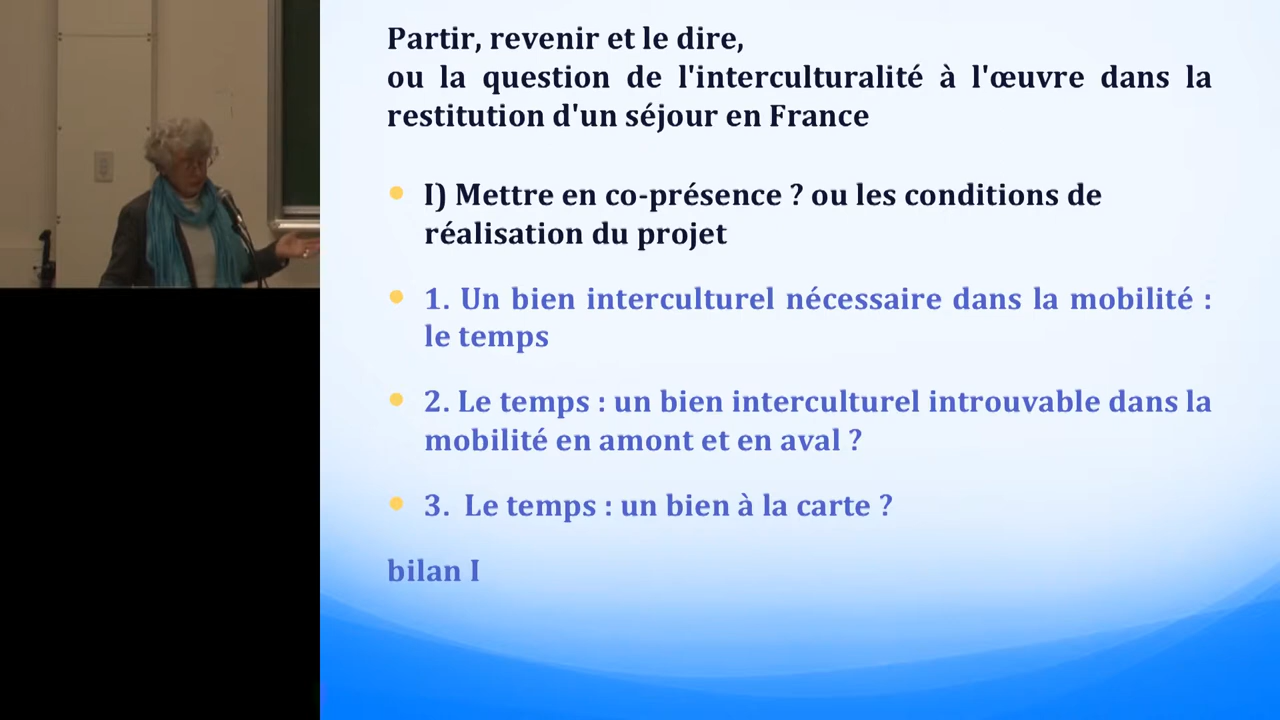 Partir, revenir et le dire,
ou la question de l'interculturalité à l'œuvre dans la
restitution d'un séjour en France
I) Mettre en co-présence ? ou les conditions de
réalisation du projet
1. Un bien interculturel nécessaire dans la mobilité :
le temps
2. Le temps : un bien interculturel introuvable dans la
mobilité en amont et en aval ?
3. Le temps : un bien à la carte ?
bilan I